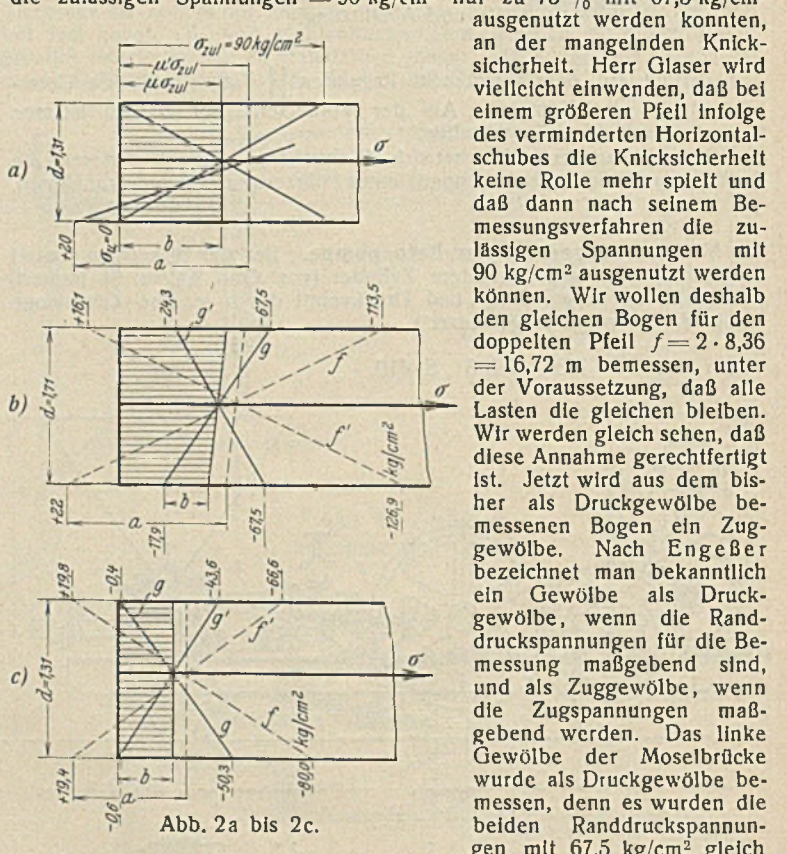 die zulässigen Spannungen = 90 kg/cm² nur zu 75 % mit 67,5 kg/cm²
ausgenutzt werden konnten,
an der mangelnden Knick-
sicherheit. Herr Glaser wird
vielleicht einwenden, daß bei
einem größeren Pfeil infolge
des verminderten Horizontal-
schubes die Knicksicherheit
keine Rolle mehr spielt und
daß dann nach seinem Be-
messungsverfahren die zu-
lässigen Spannungen mit
90 kg/cm² ausgenutzt werden
können. Wir wollen deshalb
den gleichen Bogen für den
doppelten Pfeil f = 2 · 8,36
= 16,72 m bemessen, unter
der Voraussetzung, daß alle
Lasten die gleichen bleiben.
Wir werden gleich sehen, daß
diese Annahme gerechtfertigt
ist. Jetzt wird aus dem bis-
her als Druckgewölbe be-
messenen Bogen ein Zug-
gewölbe. Nach Engeßer
bezeichnet man bekanntlich
ein Gewölbe als Druck-
gewölbe, wenn die Rand-
druckspannungen für die Be-
messung maßgebend sind,
und als Zuggewölbe, wenn
die Zugspannungen maß-
gebend werden. Das linke
Gewölbe der Moselbrücke
wurde als Druckgewölbe be-
messen, denn es wurden die
beiden Randdruckspannun-
gen mit 67,5 kg/cm² gleich
σzul = 90 kg/cm²
μ'σzul
μσzul
a)
d=1,31
σ
+20
σu=0
b
a
+16,1
-24,3
g'
-67,5
g
-113,5
f
b)
d=1,71
σ
f'
kg/cm²
+22
b
a
-17,9
-67,5
-126,9
+19,8
-0,4
g
-43,6
g'
-66,6
f'
c)
d=1,31
σ
f
g
kg/cm²
+19,4
b
a
-0,6
-50,3
-80,0
Abb. 2a bis 2c.